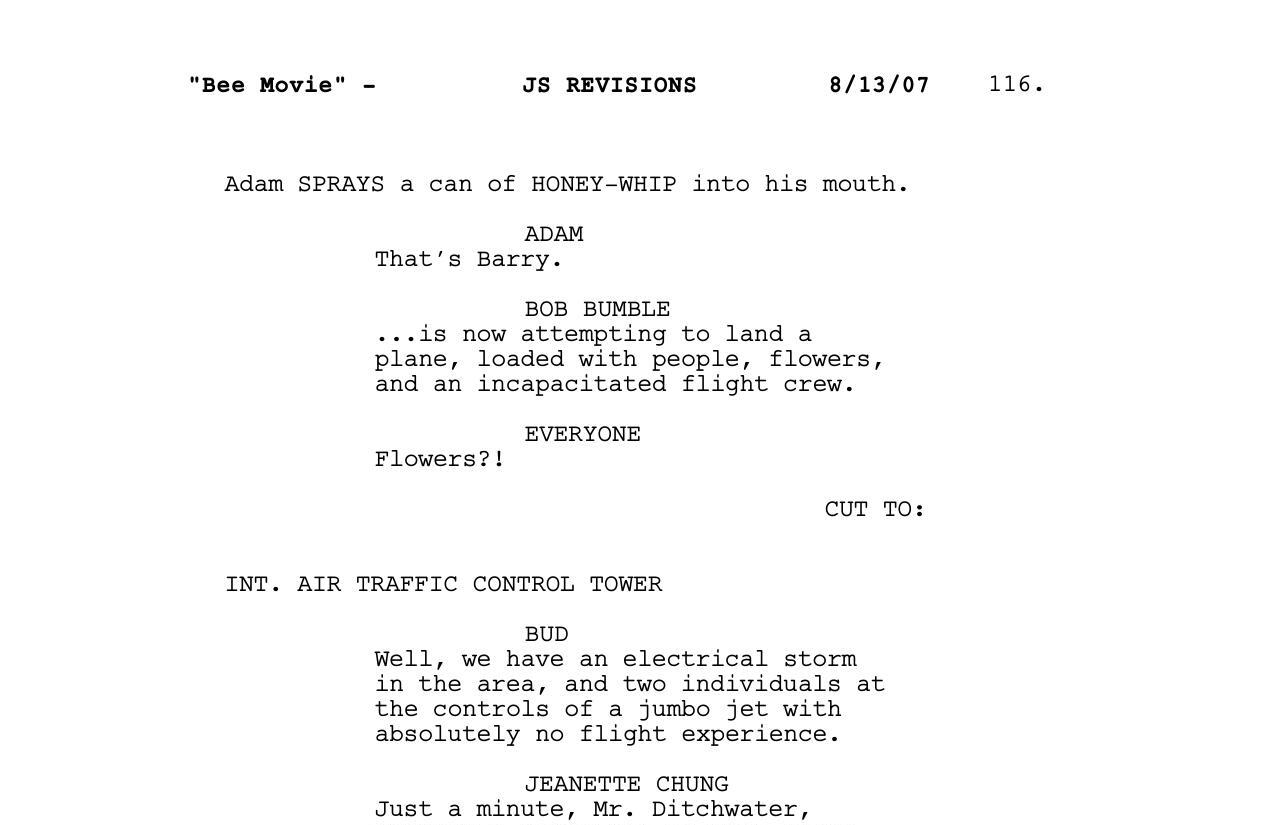 "Bee Movie" - JS REVISIONS 8/13/07 116.
Adam SPRAYS a can of HONEY-WHIP into his mouth.
ADAM
That's Barry.
BOB BUMBLE
...is now attempting to land a
plane, loaded with people, flowers,
and an incapacitated flight crew.
EVERYONE
Flowers?!
CUT TO:
INT. AIR TRAFFIC CONTROL TOWER
BUD
Well, we have an electrical storm
in the area, and two individuals at
the controls of a jumbo jet with
absolutely no flight experience.
JEANETTE CHUNG
Just a minute, Mr. Ditchwater,